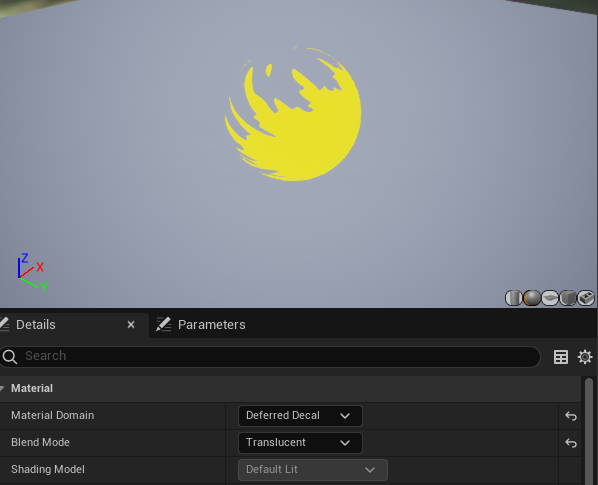 Z
X
Y
Details
Parameters
Search
Material
Material Domain Deferred Decal
Blend Mode Translucent
Shading Model Default Lit